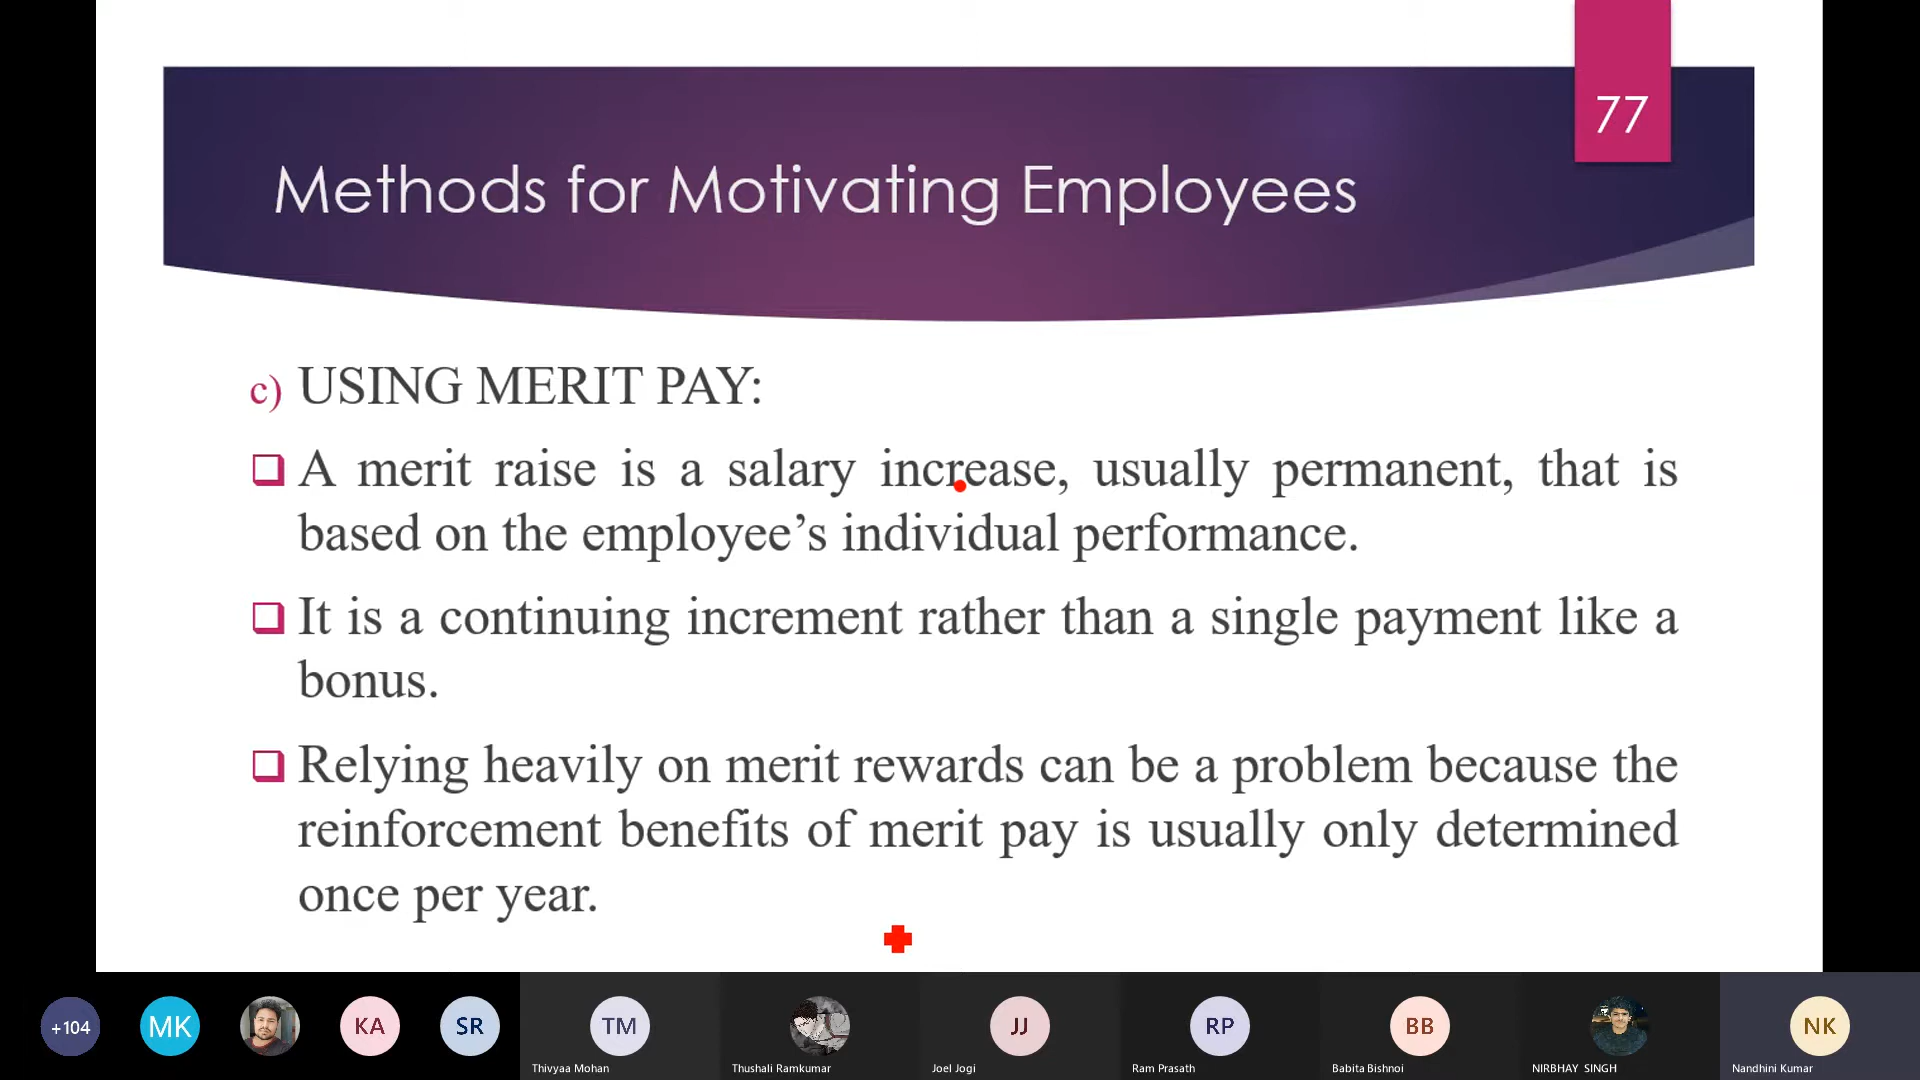 77
Methods for Motivating Employees
c) USING MERIT PAY:
A merit raise is a salary increase, usually permanent, that is
based on the employee’s individual performance.
It is a continuing increment rather than a single payment like a
bonus.
Relying heavily on merit rewards can be a problem because the
reinforcement benefits of merit pay is usually only determined
once per year.
+104 MK KA SR TM JJ RP BB NK
Thivyaa Mohan Thushali Ramkumar Joel Jogi Ram Prasath Babita Bishnoi NIRBHAY SINGH Nandhini Kumar